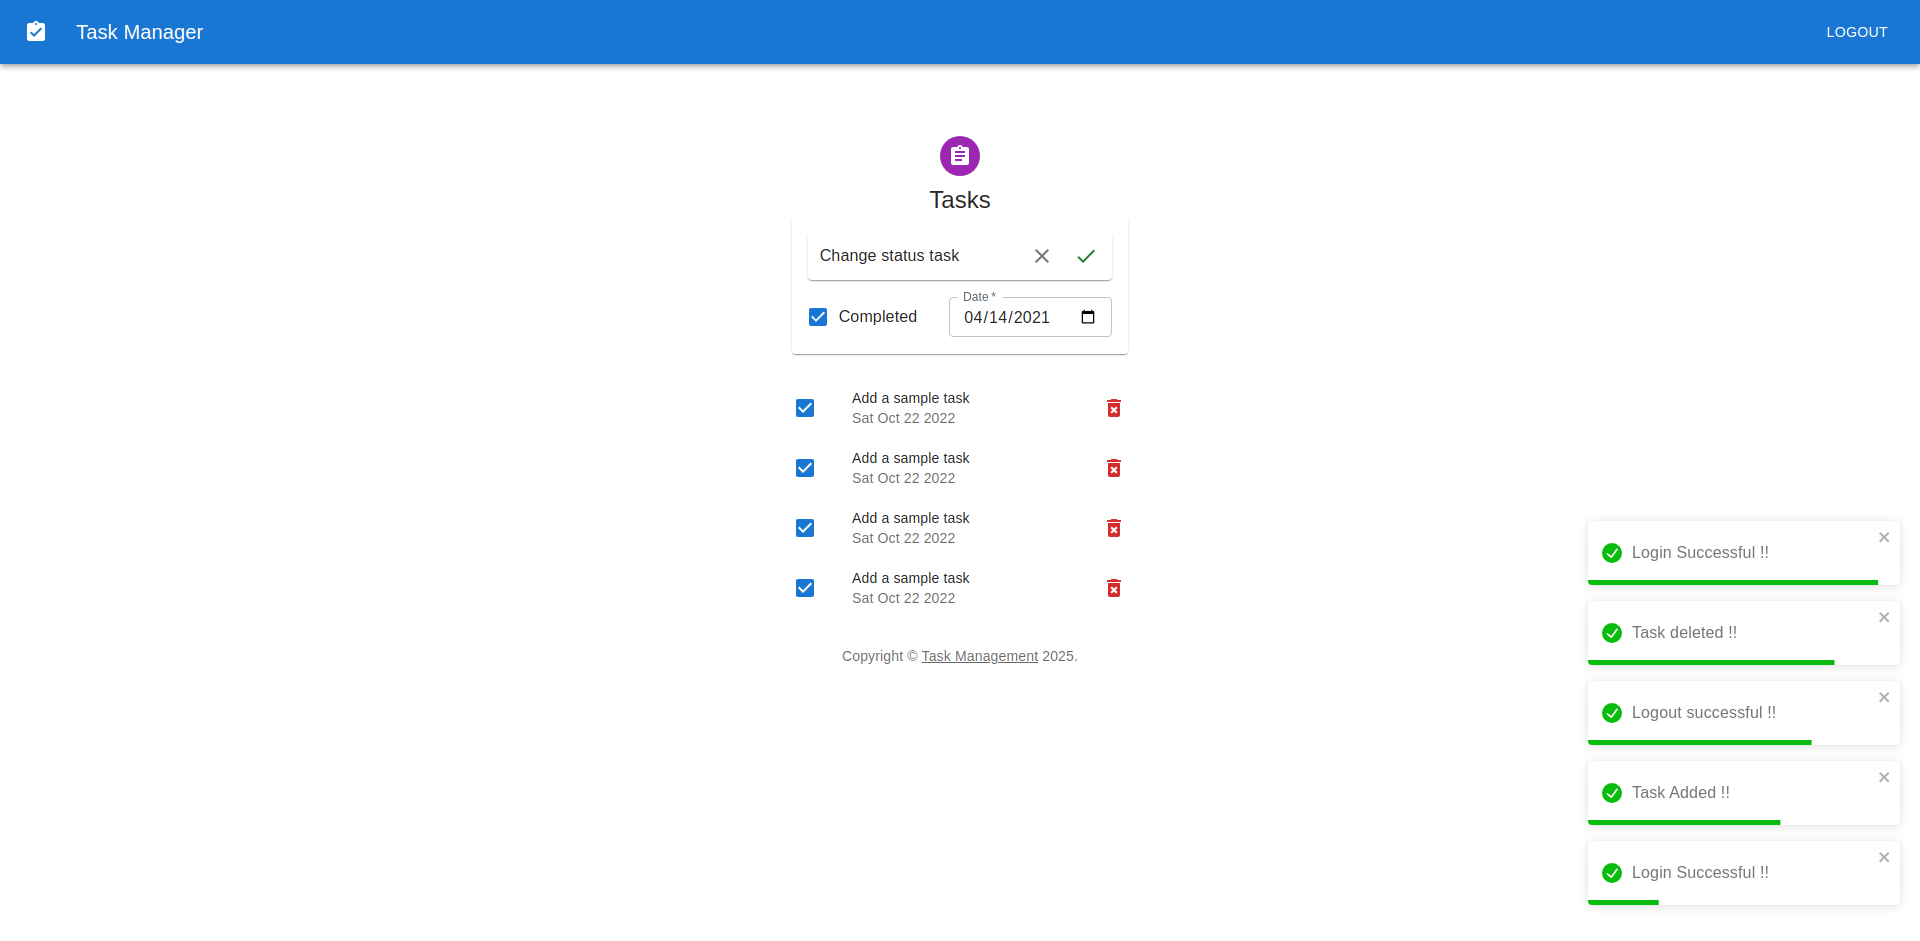 Task Manager
LOGOUT
Tasks
Change status task
Date *
Completed
04/14/2021
Add a sample task
Sat Oct 22 2022
Add a sample task
Sat Oct 22 2022
Add a sample task
Sat Oct 22 2022
Add a sample task
Sat Oct 22 2022
Copyright © Task Management 2025.
Login Successful !!
Task deleted !!
Logout successful !!
Task Added !!
Login Successful !!